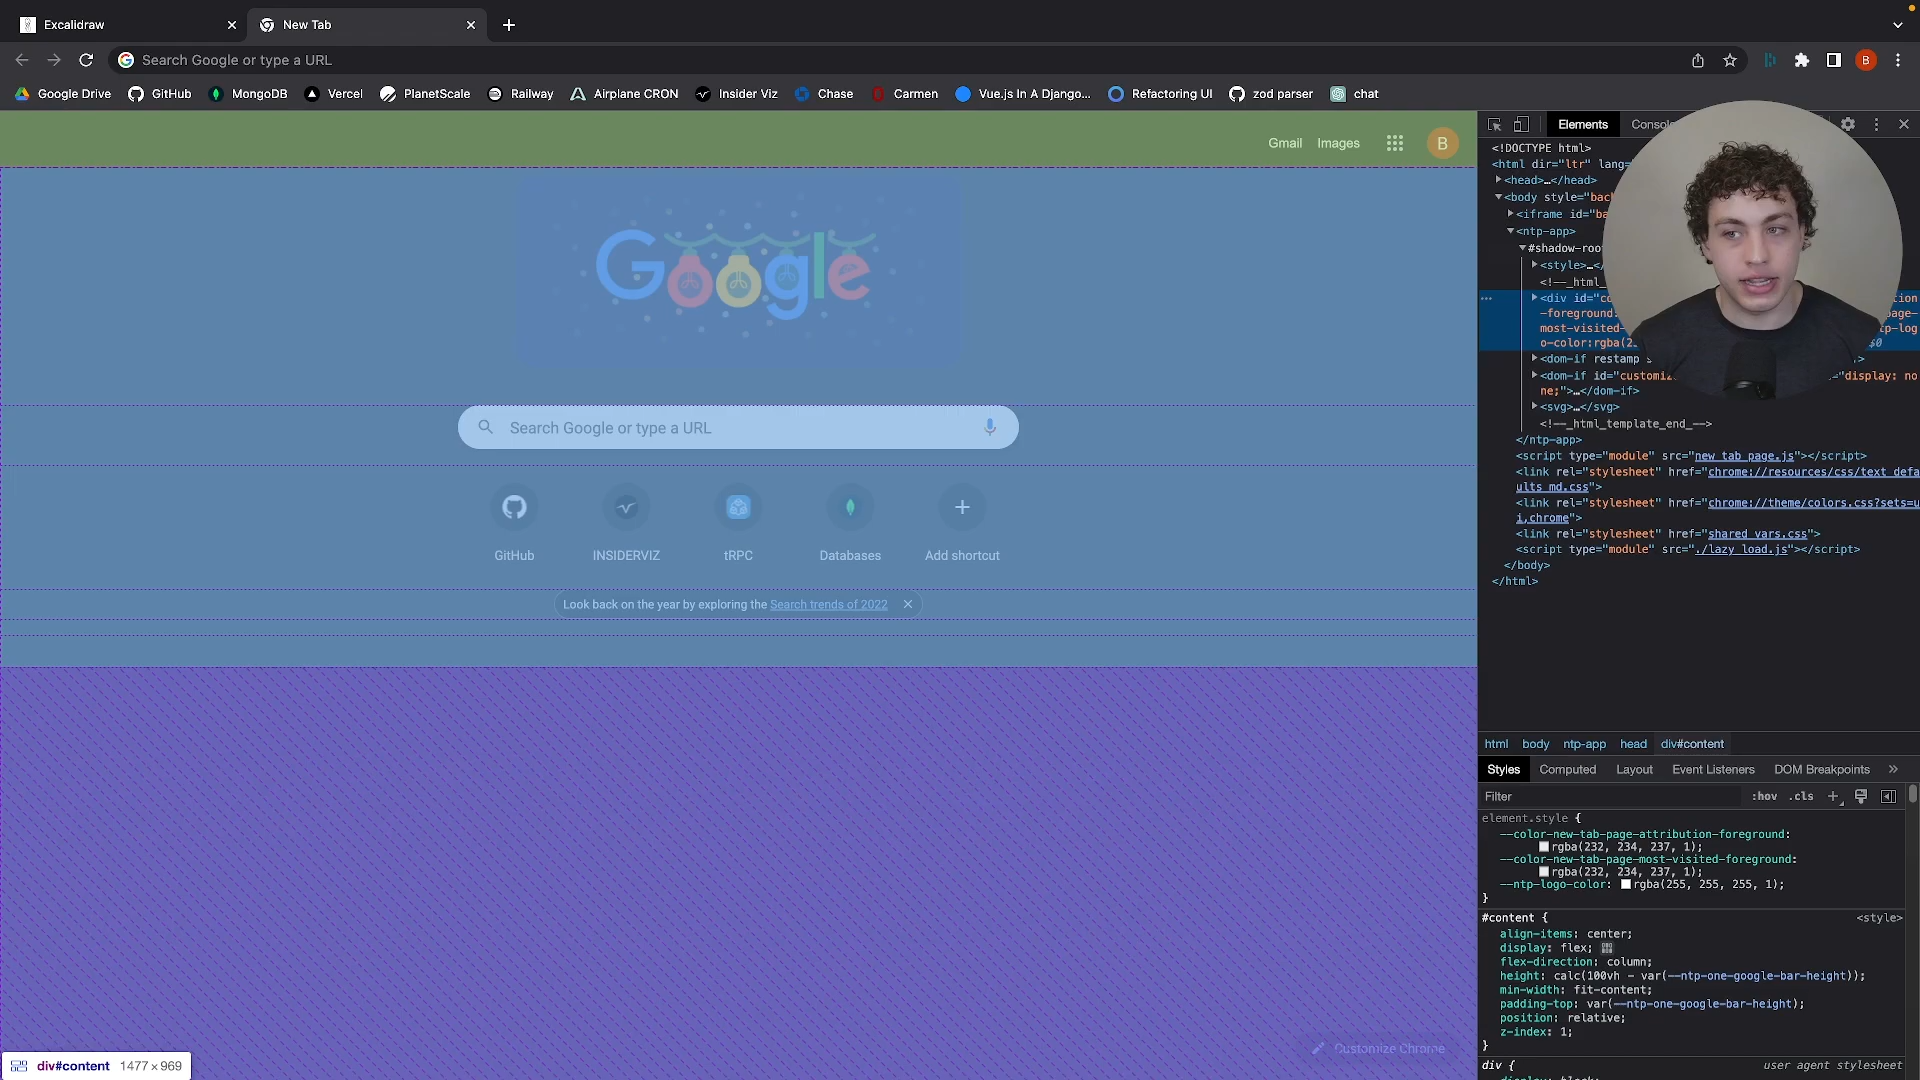 Excalidraw
New Tab
Search Google or type a URL
B
Google Drive
GitHub
MongoDB
Vercel
PlanetScale
Railway
Airplane CRON
Insider Viz
Chase
Carmen
Vue.js In A Django...
Refactoring UI
zod parser
chat
Gmail
Images
B
Google
Search Google or type a URL
GitHub
INSIDERVIZ
tRPC
Databases
Add shortcut
Look back on the year by exploring the Search trends of 2022
Customize Chrome
div#content 1477×969
Elements
Console
<!DOCTYPE html>
<html dir="ltr" lang=
<head>…</head>
<body style="bac
<iframe id="ba
<ntp-app>
#shadow-roo
<style>…</
<!--_html_
<div id="co
tion
-foreground:
page-
most-visited-
tp-log
o-color:rgba(2
$0
<dom-if restamp s
>
<dom-if id="customiz
="display: no
ne;">…</dom-if>
<svg>…</svg>
<!--_html_template_end_-->
</ntp-app>
<script type="module" src="new_tab_page.js"></script>
<link rel="stylesheet" href="chrome://resources/css/text_defa
ults_md.css">
<link rel="stylesheet" href="chrome://theme/colors.css?sets=u
i,chrome">
<link rel="stylesheet" href="shared_vars.css">
<script type="module" src="./lazy_load.js"></script>
</body>
</html>
html body ntp-app head div#content
Styles Computed Layout Event Listeners DOM Breakpoints
Filter
:hov .cls
element.style {
--color-new-tab-page-attribution-foreground:
rgba(232, 234, 237, 1);
--color-new-tab-page-most-visited-foreground:
rgba(232, 234, 237, 1);
--ntp-logo-color: rgba(255, 255, 255, 1);
}
#content {
<style>
align-items: center;
display: flex;
flex-direction: column;
height: calc(100vh - var(--ntp-one-google-bar-height));
min-width: fit-content;
padding-top: var(--ntp-one-google-bar-height);
position: relative;
z-index: 1;
}
div {
user agent stylesheet